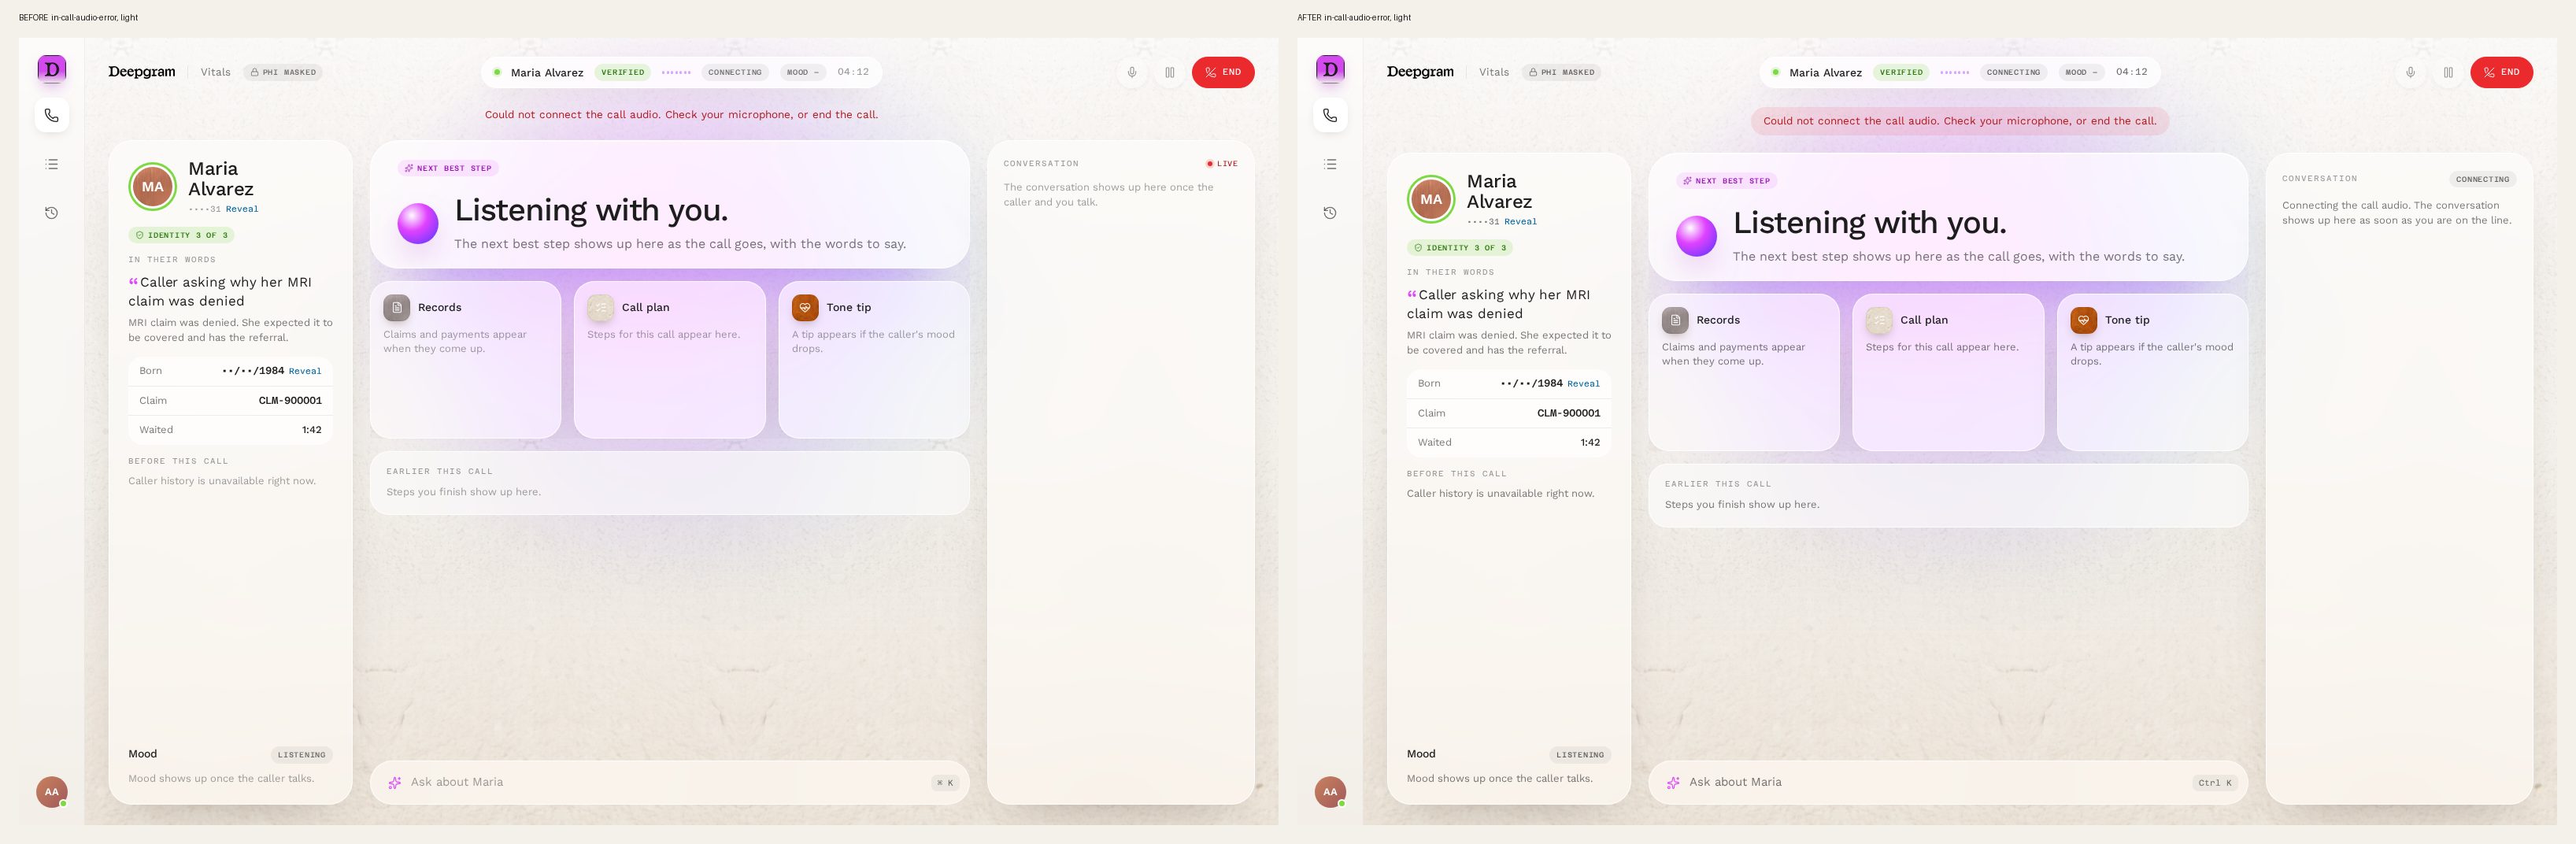 BEFORE in-call-audio-error, light
D
Deepgram
Vitals
PHI MASKED
Maria Alvarez
VERIFIED
CONNECTING
MOOD –
04:12
END
Could not connect the call audio. Check your microphone, or end the call.
MA
Maria
Alvarez
••••31 Reveal
IDENTITY 3 OF 3
IN THEIR WORDS
“Caller asking why her MRI
claim was denied
MRI claim was denied. She expected it to
be covered and has the referral.
Born ••/••/1984 Reveal
Claim CLM-900001
Waited 1:42
BEFORE THIS CALL
Caller history is unavailable right now.
Mood LISTENING
Mood shows up once the caller talks.
AA
NEXT BEST STEP
Listening with you.
The next best step shows up here as the call goes, with the words to say.
Records
Claims and payments appear
when they come up.
Call plan
Steps for this call appear here.
Tone tip
A tip appears if the caller's mood
drops.
EARLIER THIS CALL
Steps you finish show up here.
Ask about Maria
⌘ K
CONVERSATION
LIVE
The conversation shows up here once the
caller and you talk.
AFTER in-call-audio-error, light
D
Deepgram
Vitals
PHI MASKED
Maria Alvarez
VERIFIED
CONNECTING
MOOD –
04:12
END
Could not connect the call audio. Check your microphone, or end the call.
MA
Maria
Alvarez
••••31 Reveal
IDENTITY 3 OF 3
IN THEIR WORDS
“Caller asking why her MRI
claim was denied
MRI claim was denied. She expected it to
be covered and has the referral.
Born ••/••/1984 Reveal
Claim CLM-900001
Waited 1:42
BEFORE THIS CALL
Caller history is unavailable right now.
Mood LISTENING
Mood shows up once the caller talks.
AA
NEXT BEST STEP
Listening with you.
The next best step shows up here as the call goes, with the words to say.
Records
Claims and payments appear
when they come up.
Call plan
Steps for this call appear here.
Tone tip
A tip appears if the caller's mood
drops.
EARLIER THIS CALL
Steps you finish show up here.
Ask about Maria
Ctrl K
CONVERSATION
CONNECTING
Connecting the call audio. The conversation
shows up here as soon as you are on the line.